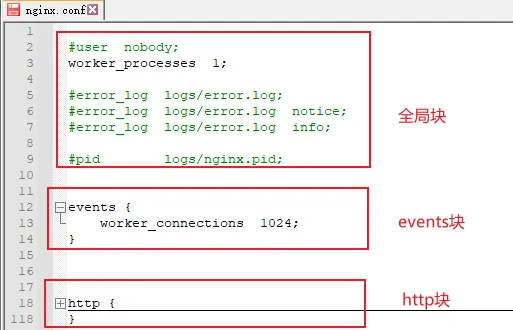 nginx.conf
1
2 #user nobody;
3 worker_processes 1;
4
5 #error_log logs/error.log;
6 #error_log logs/error.log notice;
7 #error_log logs/error.log info;
8
9 #pid logs/nginx.pid;
10
11
12 events {
13 worker_connections 1024;
14 }
15
16
17
18 http {
118 }
全局块
events块
http块